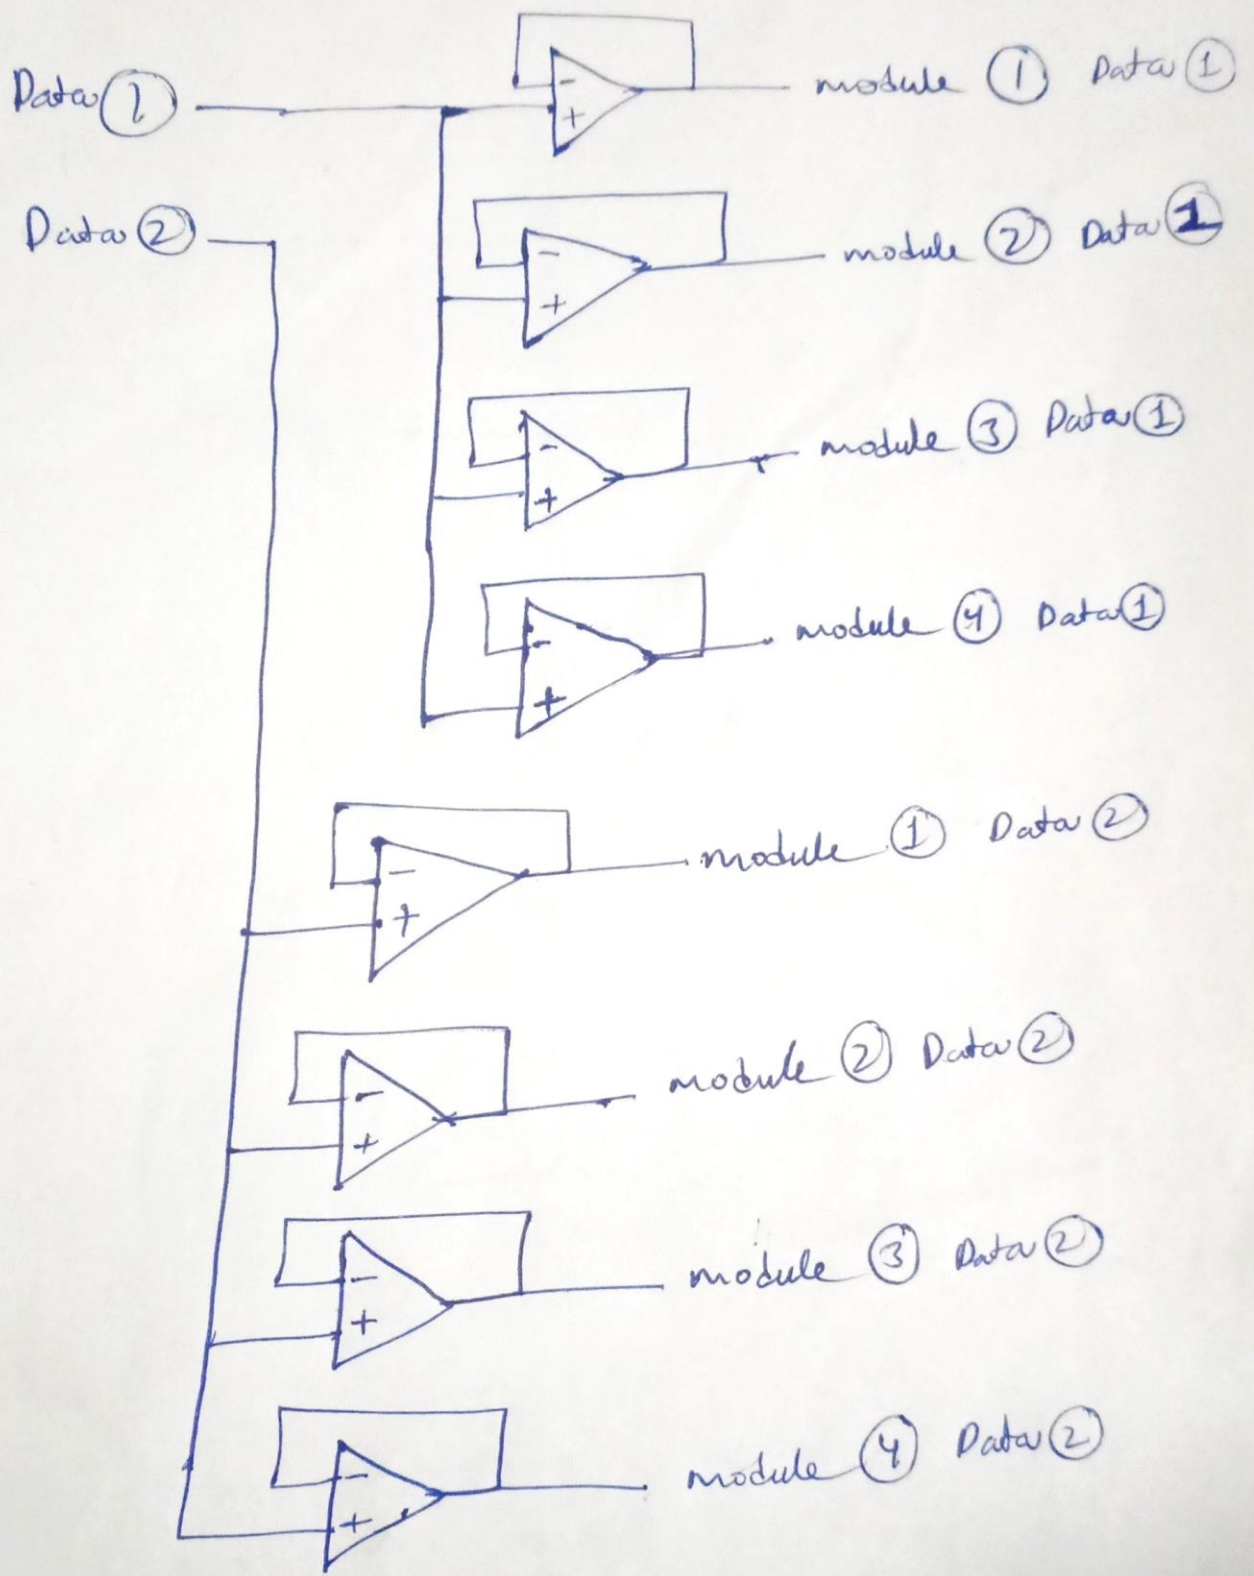 Data 1
module 1 Data 1
-
+
Data 2
module 2 Data 1
-
+
module 3 Data 1
-
+
module 4 Data 1
-
+
module 1 Data 2
-
+
module 2 Data 2
-
+
module 3 Data 2
-
+
module 4 Data 2
-
+